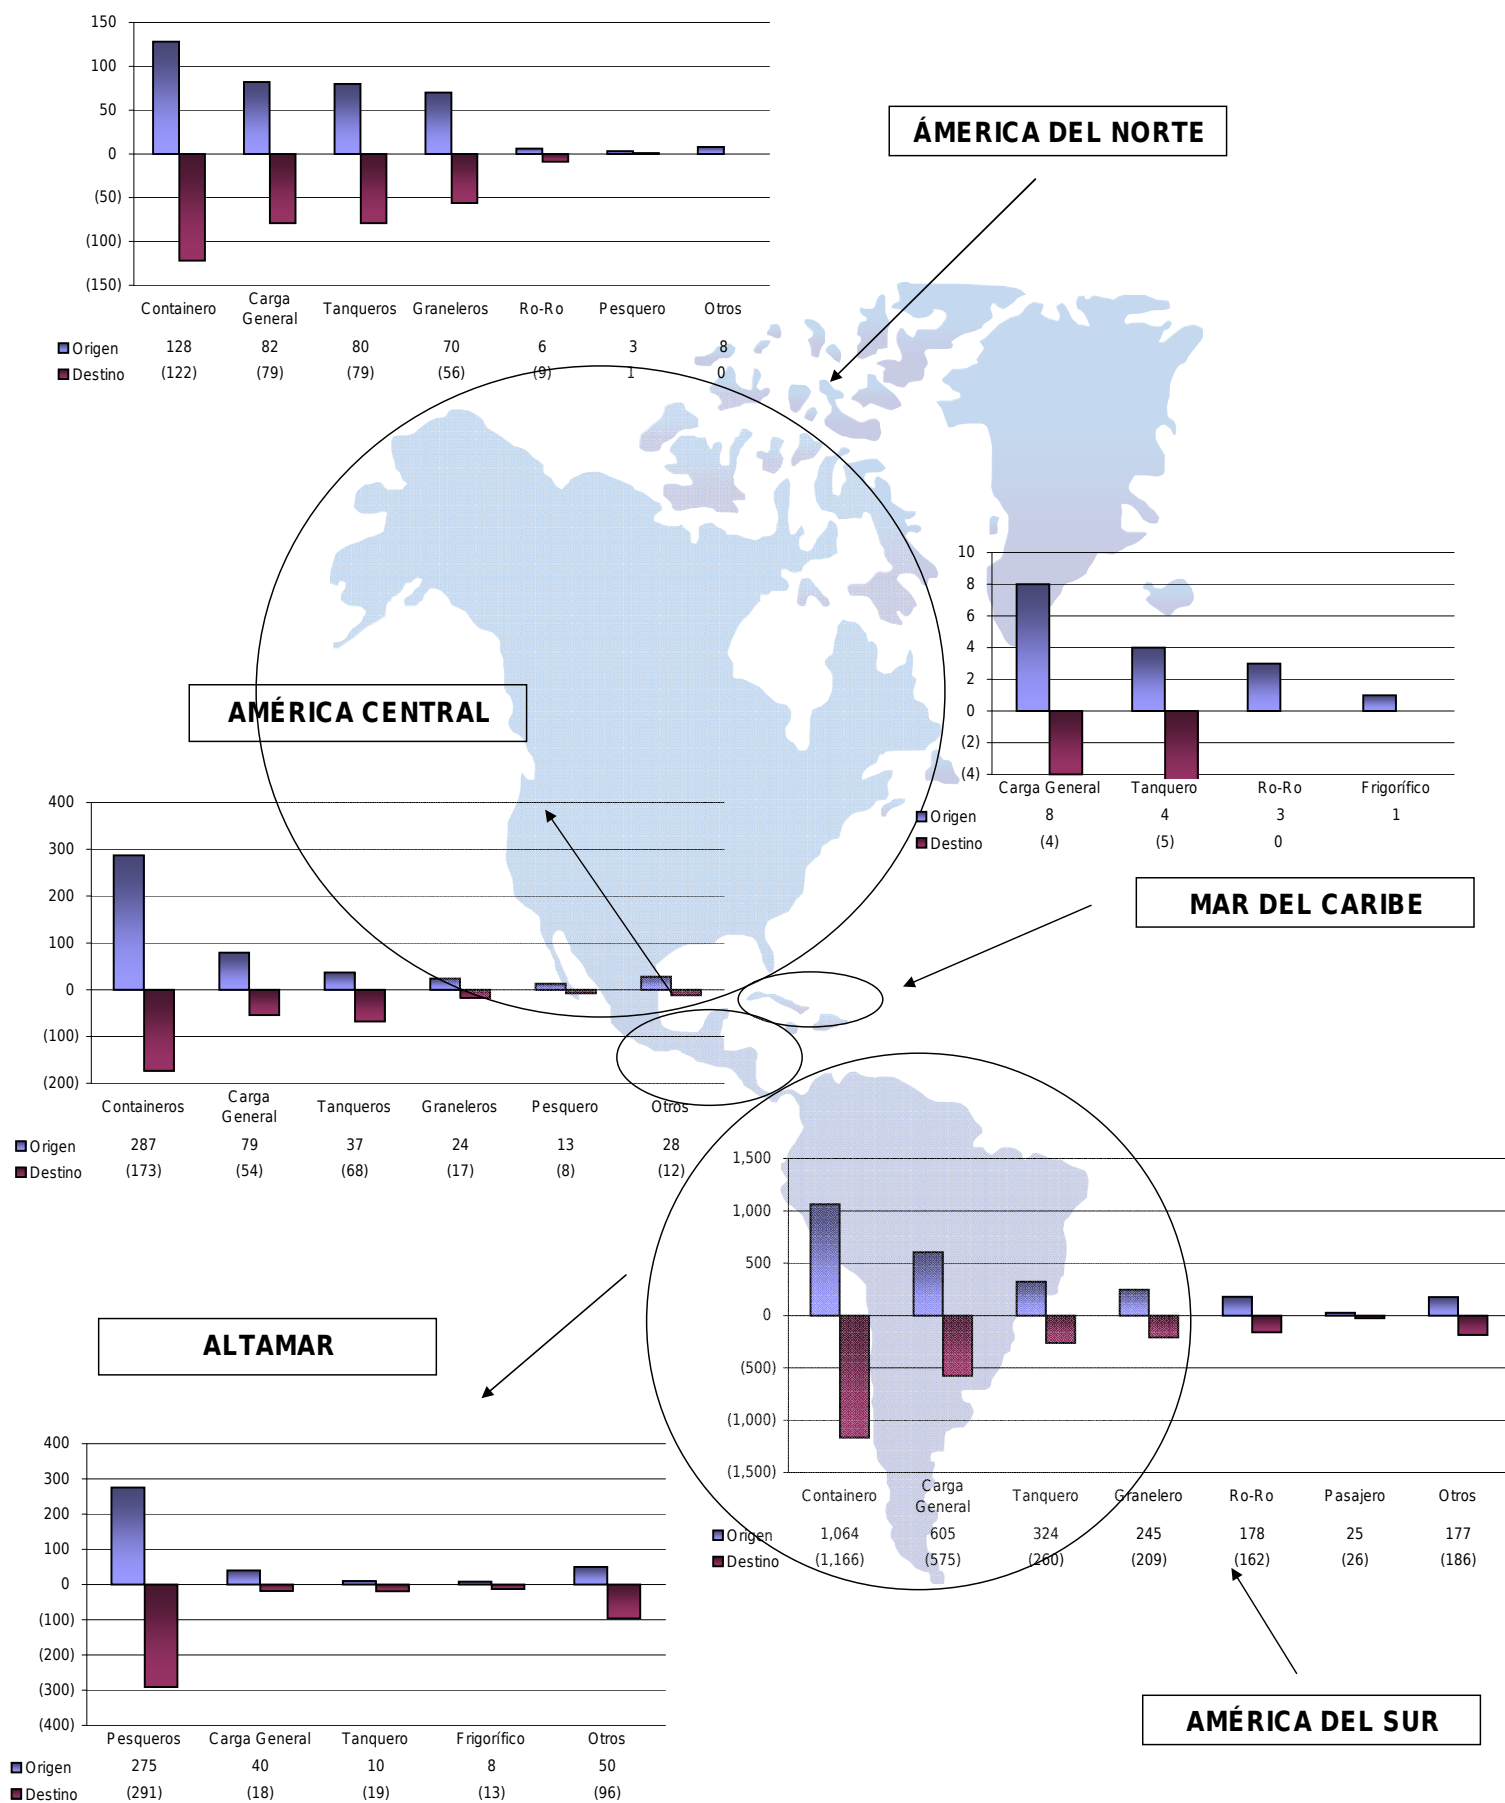 150
100
50
0
(50)
(100)
(150)
Containero Carga General Tanqueros Graneleros Ro-Ro Pesquero Otros
Origen 128 82 80 70 6 3 8
Destino (122) (79) (79) (56) (9) 1 0
ÁMERICA DEL NORTE
10
8
6
4
2
0
(2)
(4)
Carga General Tanquero Ro-Ro Frigorífico
Origen 8 4 3 1
Destino (4) (5) 0
MAR DEL CARIBE
AMÉRICA CENTRAL
400
300
200
100
0
(100)
(200)
Containeros Carga General Tanqueros Graneleros Pesquero Otros
Origen 287 79 37 24 13 28
Destino (173) (54) (68) (17) (8) (12)
1,500
1,000
500
0
(500)
(1,000)
(1,500)
Containero Carga General Tanquero Granelero Ro-Ro Pasajero Otros
Origen 1,064 605 324 245 178 25 177
Destino (1,166) (575) (260) (209) (162) (26) (186)
AMÉRICA DEL SUR
ALTAMAR
400
300
200
100
0
(100)
(200)
(300)
(400)
Pesqueros Carga General Tanquero Frigorífico Otros
Origen 275 40 10 8 50
Destino (291) (18) (19) (13) (96)